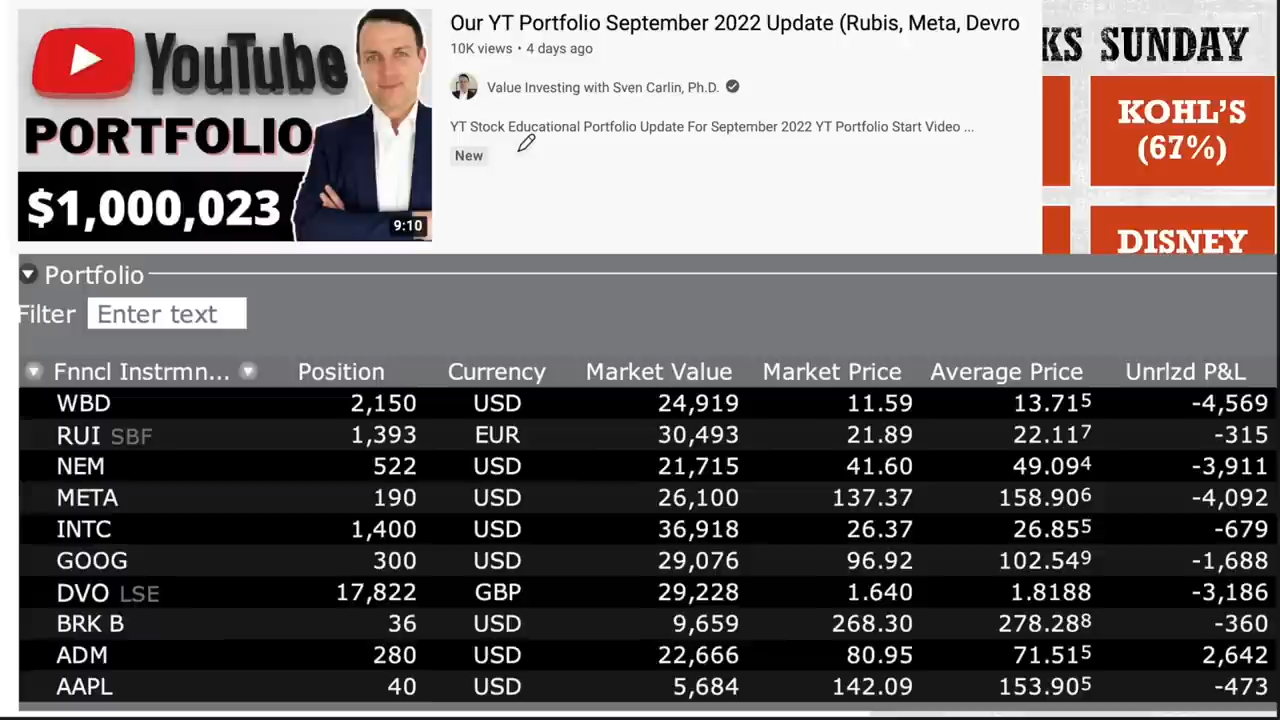 YouTube
PORTFOLIO
$1,000,023
9:10
Our YT Portfolio September 2022 Update (Rubis, Meta, Devro
10K views • 4 days ago
Value Investing with Sven Carlin, Ph.D.
YT Stock Educational Portfolio Update For September 2022 YT Portfolio Start Video ...
New
KS SUNDAY
KOHL'S
(67%)
DISNEY
Portfolio
Filter Enter text
Fnncl Instrmn... Position Currency Market Value Market Price Average Price Unrlzd P&L
WBD 2,150 USD 24,919 11.59 13.715 -4,569
RUI SBF 1,393 EUR 30,493 21.89 22.117 -315
NEM 522 USD 21,715 41.60 49.094 -3,911
META 190 USD 26,100 137.37 158.906 -4,092
INTC 1,400 USD 36,918 26.37 26.855 -679
GOOG 300 USD 29,076 96.92 102.549 -1,688
DVO LSE 17,822 GBP 29,228 1.640 1.8188 -3,186
BRK B 36 USD 9,659 268.30 278.288 -360
ADM 280 USD 22,666 80.95 71.515 2,642
AAPL 40 USD 5,684 142.09 153.905 -473